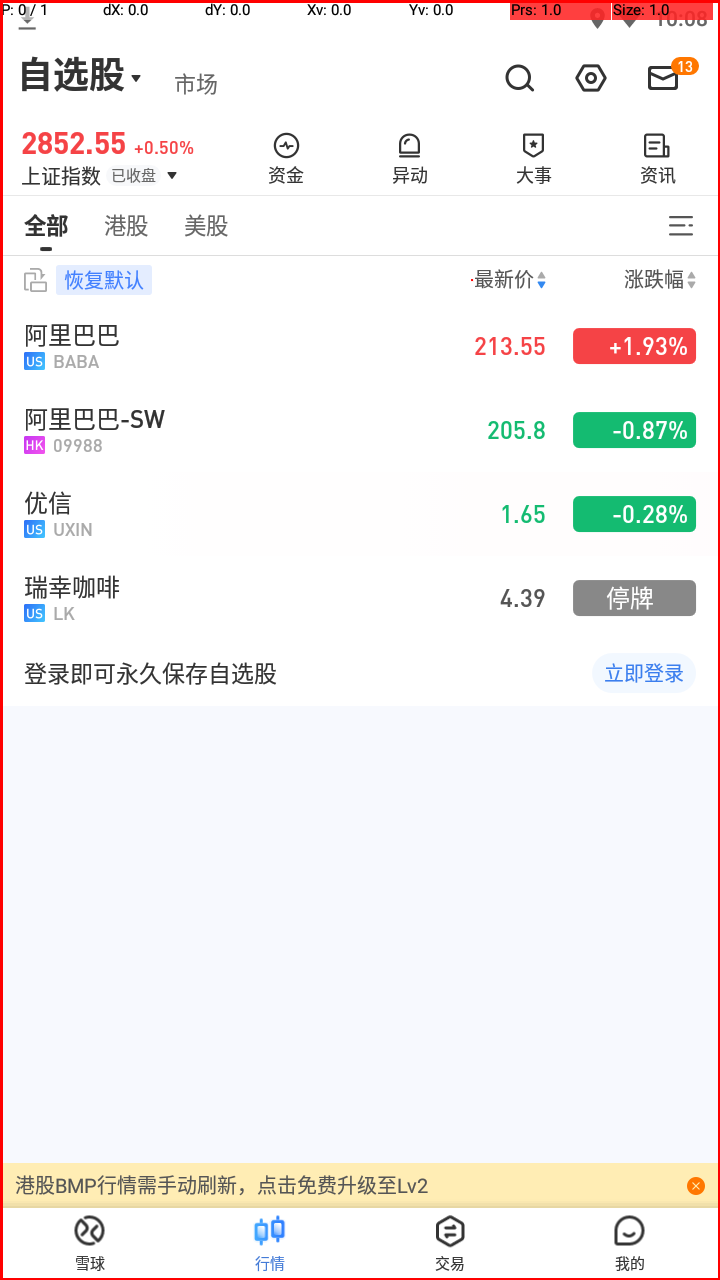 P: 0 / 1 dX: 0.0 dY: 0.0 Xv: 0.0 Yv: 0.0 Prs: 1.0 Size: 1.0
10:08
自选股 市场 13
2852.55 +0.50%
上证指数 已收盘 资金 异动 大事 资讯
全部 港股 美股
恢复默认 最新价 涨跌幅
阿里巴巴
US BABA 213.55 +1.93%
阿里巴巴-SW
HK 09988 205.8 -0.87%
优信
US UXIN 1.65 -0.28%
瑞幸咖啡
US LK 4.39 停牌
登录即可永久保存自选股 立即登录
港股BMP行情需手动刷新，点击免费升级至Lv2
雪球 行情 交易 我的